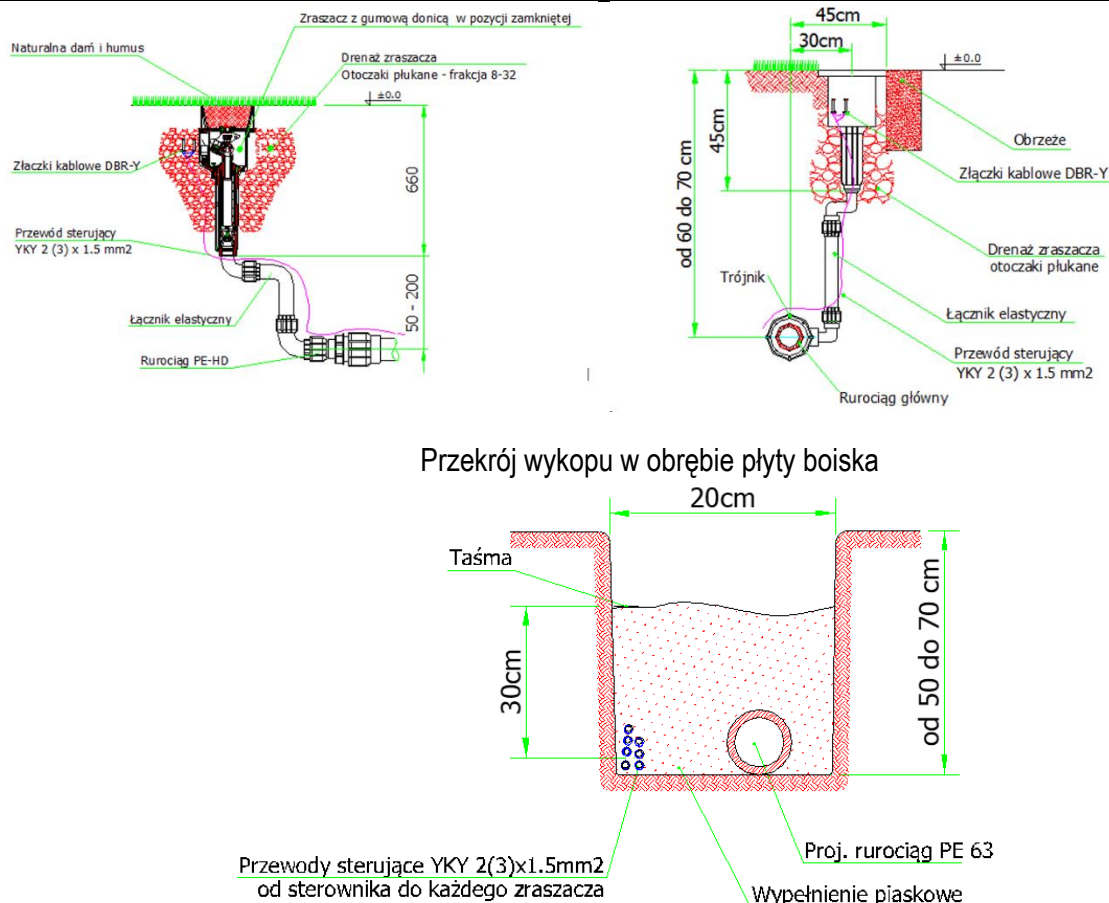 Zraszacz z gumową donicą w pozycji zamkniętej
Naturalna darń i humus
Drenaż zraszacza
Otoczaki płukane - frakcja 8-32
±0.0
Złaczki kablowe DBR-Y
660
Przewód sterujący
YKY 2 (3) x 1.5 mm2
50 - 200
Łącznik elastyczny
Rurociąg PE-HD
45cm
30cm
±0.0
45cm
od 60 do 70 cm
Obrzeże
Złączki kablowe DBR-Y
Drenaż zraszacza
otoczaki płukane
Trójnik
Łącznik elastyczny
Przewód sterujący
YKY 2 (3) x 1.5 mm2
Rurociąg główny
Przekrój wykopu w obrębie płyty boiska
20cm
Taśma
30cm
od 50 do 70 cm
Proj. rurociąg PE 63
Przewody sterujące YKY 2(3)x1.5mm2
od sterownika do każdego zraszacza
Wypełnienie piaskowe